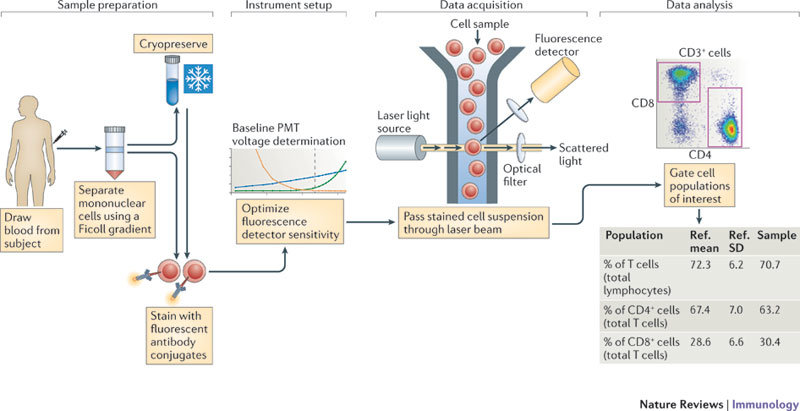 Sample preparation
Instrument setup
Data acquisition
Data analysis
Cryopreserve
Draw
blood from
subject
Separate
mononuclear
cells using a
Ficoll gradient
Stain with
fluorescent
antibody
conjugates
Baseline PMT
voltage determination
Optimize
fluorescence
detector sensitivity
Cell sample
Fluorescence
detector
Laser light
source
Scattered
light
Optical
filter
Pass stained cell suspension
through laser beam
CD3⁺ cells
CD8
CD4
Gate cell
populations
of interest
Population Ref. mean Ref. SD Sample
% of T cells (total lymphocytes) 72.3 6.2 70.7
% of CD4⁺ cells (total T cells) 67.4 7.0 63.2
% of CD8⁺ cells (total T cells) 28.6 6.6 30.4
Nature Reviews | Immunology